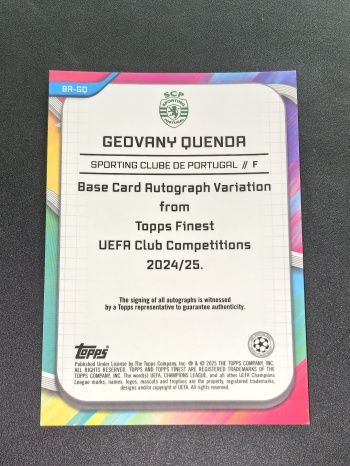 BA-GQ
SCP
SPORTING
PORTUGAL
GEOVANY QUENDA
SPORTING CLUBE DE PORTUGAL // F
Base Card Autograph Variation
from
Topps Finest
UEFA Club Competitions
2024/25.
The signing of all autographs is witnessed
by a Topps representative to guarantee authenticity.
Topps
Published Under License by The Topps Company, Inc. ® & © 2025 THE TOPPS COMPANY, INC.
ALL RIGHTS RESERVED. TOPPS AND TOPPS FINEST ARE REGISTERED TRADEMARKS OF THE
TOPPS COMPANY, INC. The word(s) UEFA, CHAMPIONS LEAGUE, and all other UEFA Champions
League marks, names, logos, mascots and trophies are the property, registered trademarks,
designs and/or copyright of UEFA. All rights reserved.